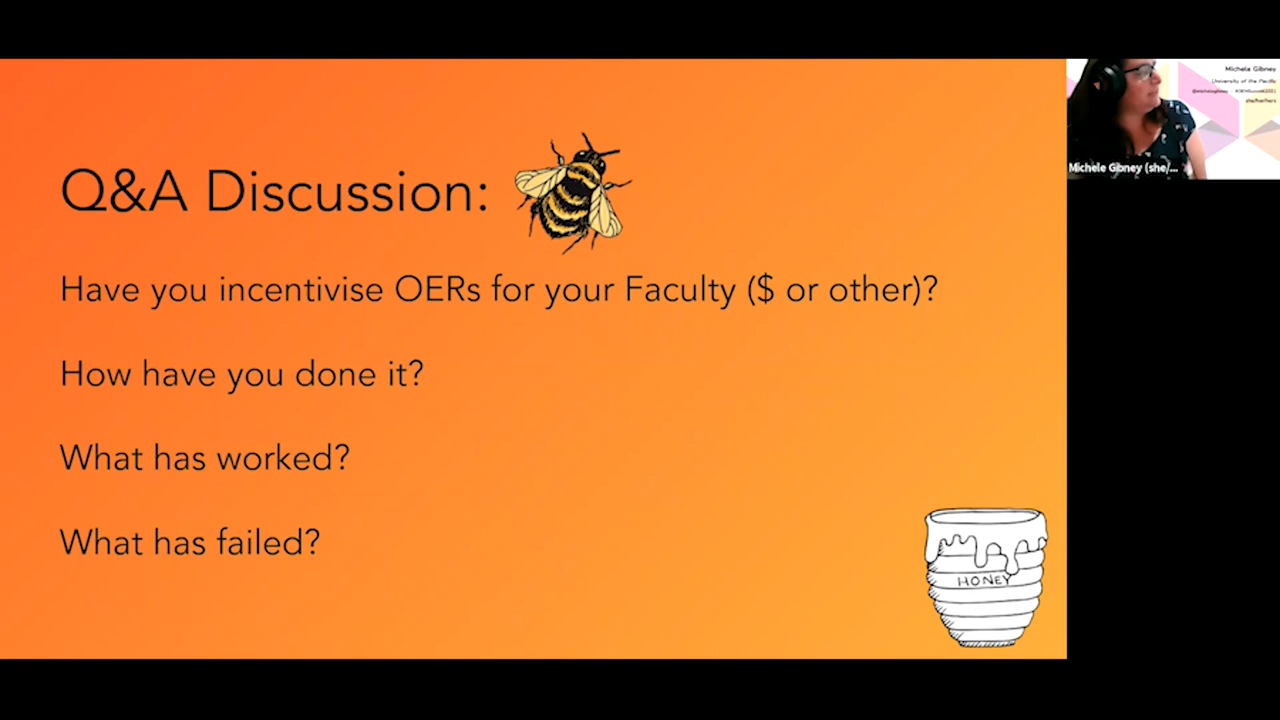 Q&A Discussion:
Have you incentivise OERs for your Faculty ($ or other)?
How have you done it?
What has worked?
What has failed?
HONEY
Michele Gibney
University of the Pacific
she/her/hers
Michele Gibney (she/...